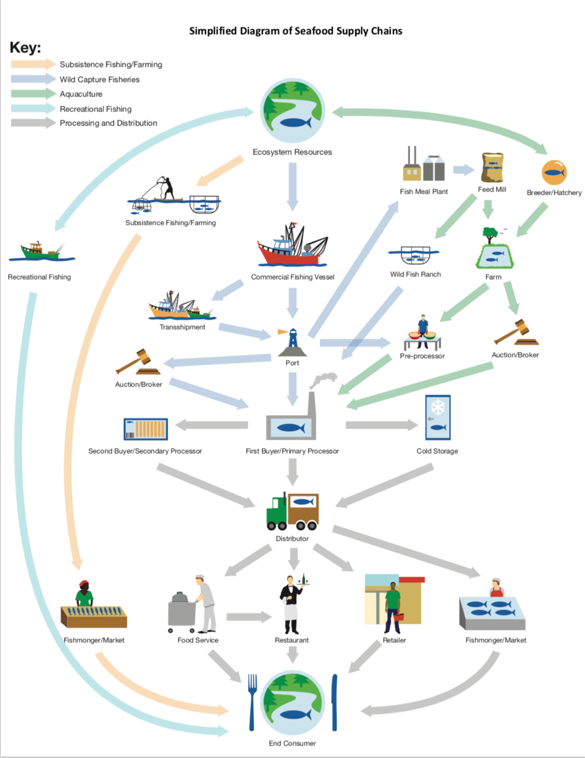 Simplified Diagram of Seafood Supply Chains
Key:
Subsistence Fishing/Farming
Wild Capture Fisheries
Aquaculture
Recreational Fishing
Processing and Distribution
Ecosystem Resources
Fish Meal Plant
Feed Mill
Breeder/Hatchery
Subsistence Fishing/Farming
Recreational Fishing
Commercial Fishing Vessel
Wild Fish Ranch
Farm
Transshipment
Port
Pre-processor
Auction/Broker
Auction/Broker
Second Buyer/Secondary Processor
First Buyer/Primary Processor
Cold Storage
Distributor
Fishmonger/Market
Food Service
Restaurant
Retailer
Fishmonger/Market
End Consumer